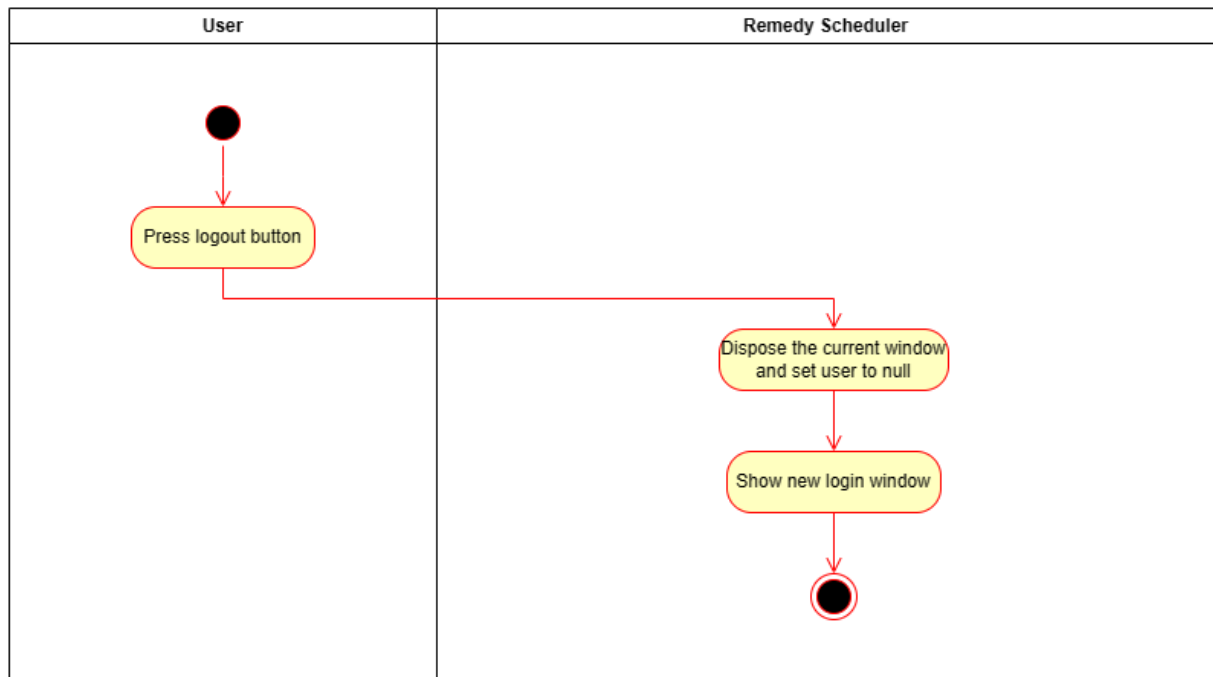 User
Remedy Scheduler
Press logout button
Dispose the current window
and set user to null
Show new login window